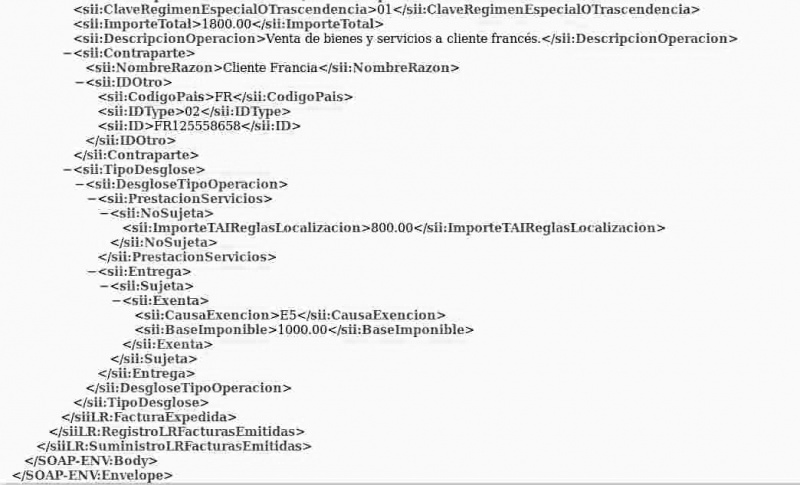 <sii:ClaveRegimenEspecialOTrascendencia>01</sii:ClaveRegimenEspecialOTrascendencia>
<sii:ImporteTotal>1800.00</sii:ImporteTotal>
<sii:DescripcionOperacion>Venta de bienes y servicios a cliente francés.</sii:DescripcionOperacion>
−<sii:Contraparte>
<sii:NombreRazon>Cliente Francia</sii:NombreRazon>
−<sii:IDOtro>
<sii:CodigoPais>FR</sii:CodigoPais>
<sii:IDType>02</sii:IDType>
<sii:ID>FR125558658</sii:ID>
</sii:IDOtro>
</sii:Contraparte>
−<sii:TipoDesglose>
−<sii:DesgloseTipoOperacion>
−<sii:PrestacionServicios>
−<sii:NoSujeta>
<sii:ImporteTAIReglasLocalizacion>800.00</sii:ImporteTAIReglasLocalizacion>
</sii:NoSujeta>
</sii:PrestacionServicios>
−<sii:Entrega>
−<sii:Sujeta>
−<sii:Exenta>
<sii:CausaExencion>E5</sii:CausaExencion>
<sii:BaseImponible>1000.00</sii:BaseImponible>
</sii:Exenta>
</sii:Sujeta>
</sii:Entrega>
</sii:DesgloseTipoOperacion>
</sii:TipoDesglose>
</siiLR:FacturaExpedida>
</siiLR:RegistroLRFacturasEmitidas>
</siiLR:SuministroLRFacturasEmitidas>
</SOAP-ENV:Body>
</SOAP-ENV:Envelope>